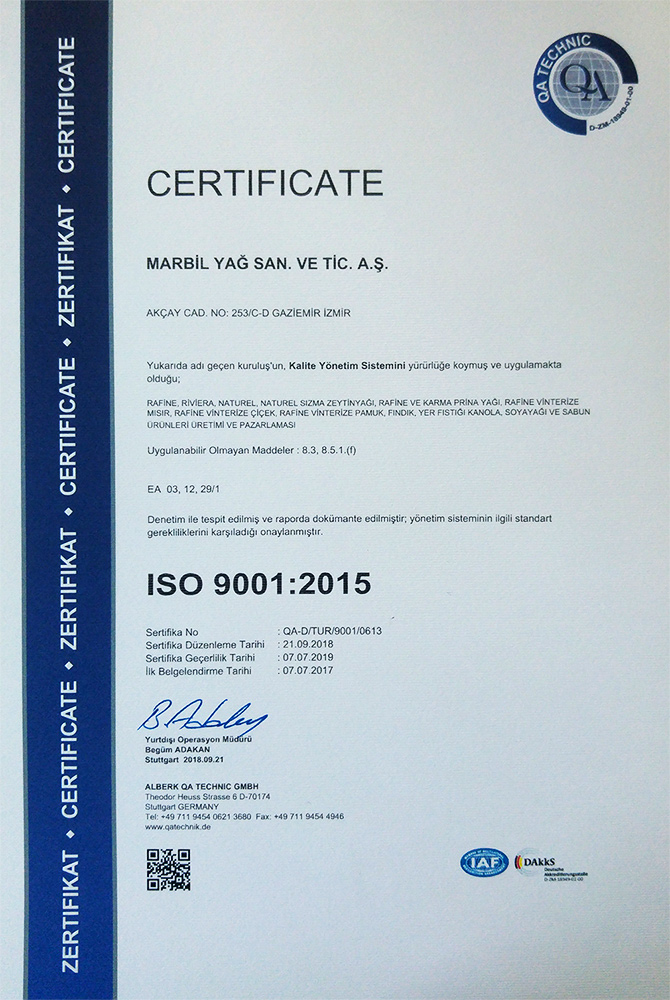 ZERTIFIKAT ◆ CERTIFICATE ◆ ZERTIFIKAT ◆ CERTIFICATE ◆ ZERTIFIKAT ◆ CERTIFICATE
QA TECHNIC
QA
D-ZM-18949-01-00
CERTIFICATE
MARBİL YAĞ SAN. VE TİC. A.Ş.
AKÇAY CAD. NO: 253/C-D GAZİEMİR İZMİR
Yukarıda adı geçen kuruluş'un, Kalite Yönetim Sistemini yürürlüğe koymuş ve uygulamakta
olduğu;
RAFİNE, RİVİERA, NATUREL, NATUREL SIZMA ZEYTİNYAĞI, RAFİNE VE KARMA PRİNA YAĞI, RAFİNE VİNTERİZE
MISIR, RAFİNE VİNTERİZE ÇİÇEK, RAFİNE VİNTERİZE PAMUK, FINDIK, YER FISTIĞI KANOLA, SOYAYAĞI VE SABUN
ÜRÜNLERİ ÜRETİMİ VE PAZARLAMASI
Uygulanabilir Olmayan Maddeler : 8.3, 8.5.1.(f)
EA 03, 12, 29/1
Denetim ile tespit edilmiş ve raporda dokümante edilmiştir; yönetim sisteminin ilgili standart
gerekliliklerini karşıladığı onaylanmıştır.
ISO 9001:2015
Sertifika No : QA-D/TUR/9001/0613
Sertifika Düzenleme Tarihi : 21.09.2018
Sertifika Geçerlilik Tarihi : 07.07.2019
İlk Belgelendirme Tarihi : 07.07.2017
Yurtdışı Operasyon Müdürü
Begüm ADAKAN
Stuttgart 2018.09.21
ALBERK QA TECHNIC GMBH
Theodor Heuss Strasse 6 D-70174
Stuttgart GERMANY
Tel: +49 711 9454 0621 3680 Fax: +49 711 9454 4946
www.qatechnik.de
IAF
DAkkS
Deutsche
Akkreditierungsstelle
D-ZM-18949-01-00